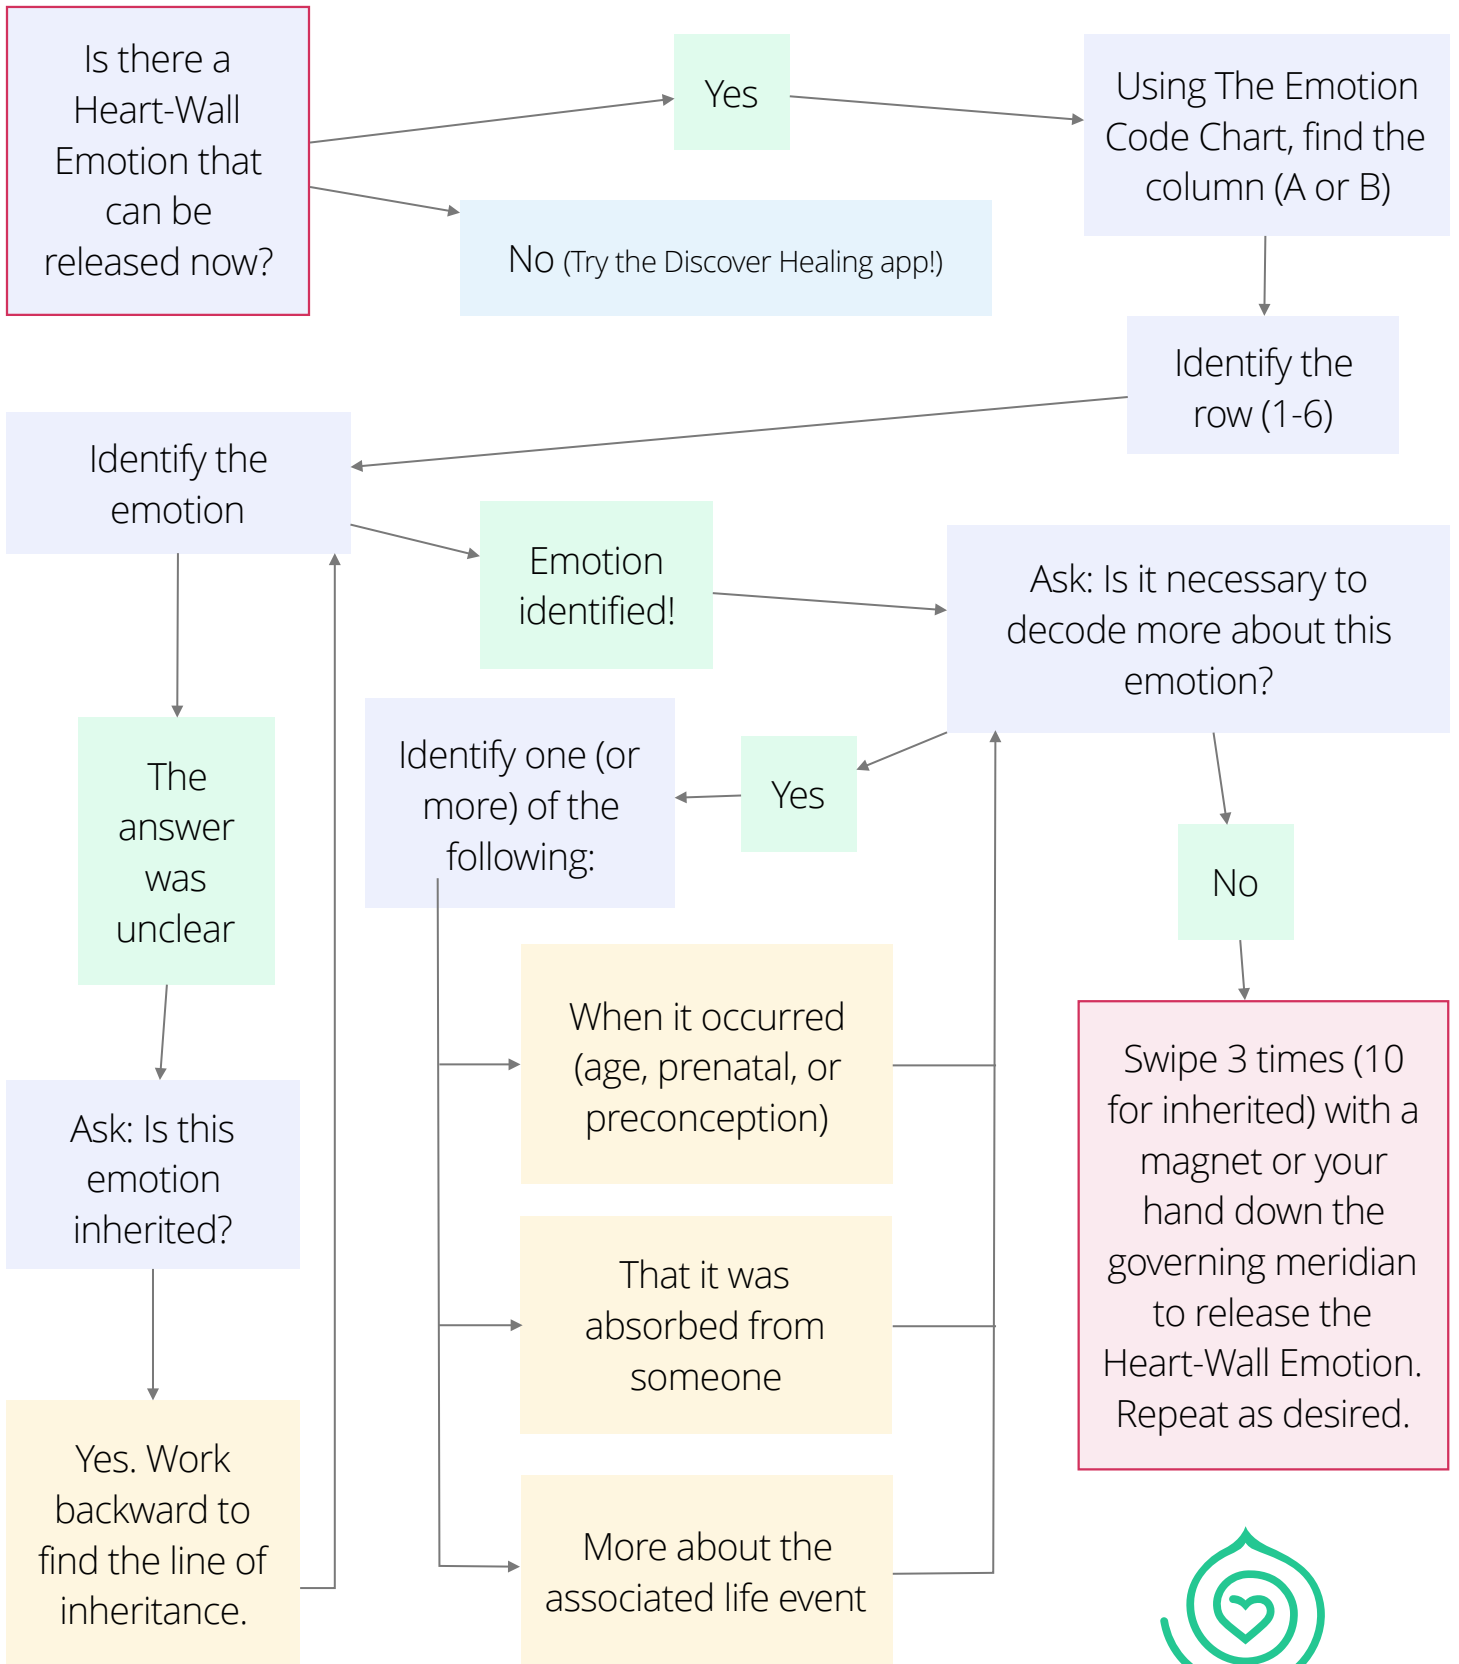 Is there a
Heart-Wall
Emotion that
can be
released now?
Yes
Using The Emotion
Code Chart, find the
column (A or B)
No (Try the Discover Healing app!)
Identify the
row (1-6)
Identify the
emotion
Emotion
identified!
Ask: Is it necessary to
decode more about this
emotion?
The
answer
was
unclear
Identify one (or
more) of the
following:
Yes
No
When it occurred
(age, prenatal, or
preconception)
Swipe 3 times (10
for inherited) with a
magnet or your
hand down the
governing meridian
to release the
Heart-Wall Emotion.
Repeat as desired.
Ask: Is this
emotion
inherited?
That it was
absorbed from
someone
Yes. Work
backward to
find the line of
inheritance.
More about the
associated life event